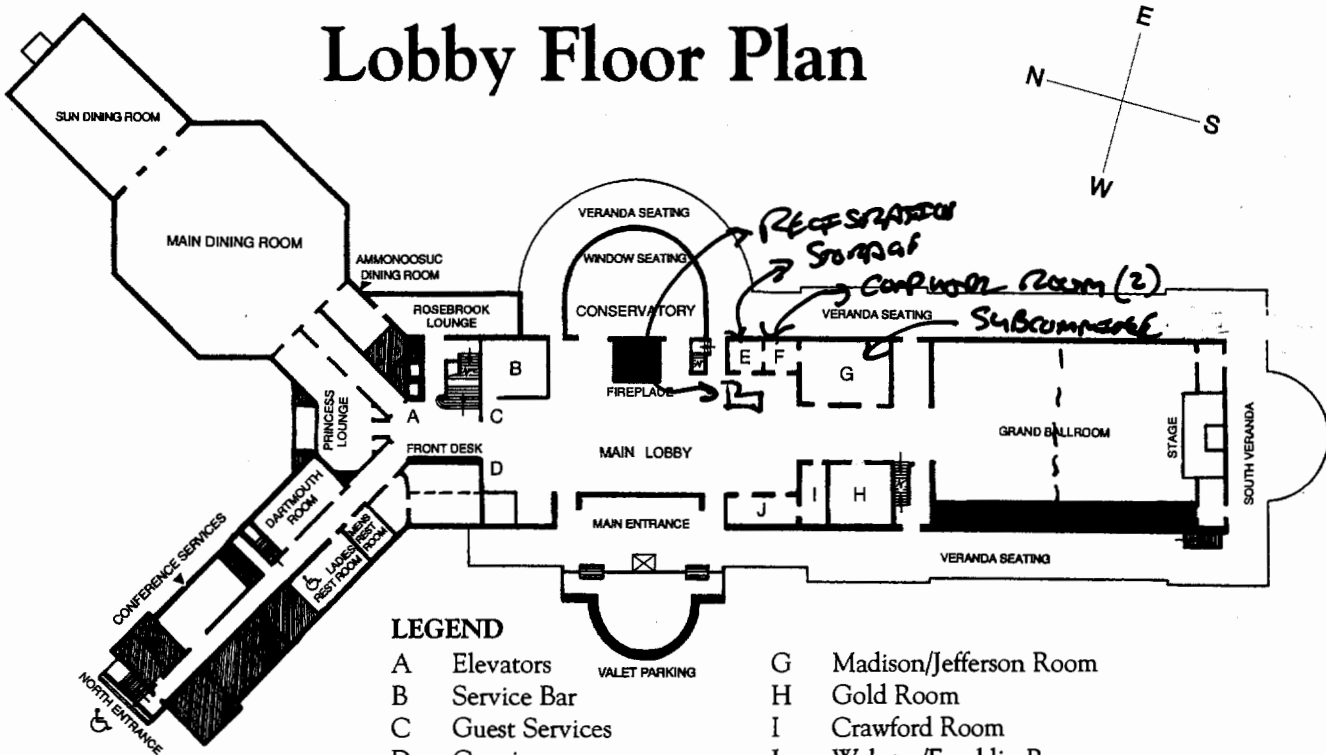 Lobby Floor Plan
E
N
S
W
SUN DINING ROOM
MAIN DINING ROOM
AMMONOOSUC
DINING ROOM
ROSEBROOK
LOUNGE
VERANDA SEATING
WINDOW SEATING
CONSERVATORY
STORAGE
ROOM (2)
VERANDA SEATING
SUBCOMMITTEE
B
E
F
G
FIREPLACE
A
C
PRINCESS
LOUNGE
FRONT DESK
D
MAIN LOBBY
GRAND BALLROOM
STAGE
SOUTH VERANDA
I
H
J
DARTMOUTH
ROOM
MENS
REST
ROOM
LADIES
REST ROOM
MAIN ENTRANCE
VERANDA SEATING
CONFERENCE SERVICES
NORTH ENTRANCE
VALET PARKING
LEGEND
A Elevators
B Service Bar
C Guest Services
G Madison/Jefferson Room
H Gold Room
I Crawford Room